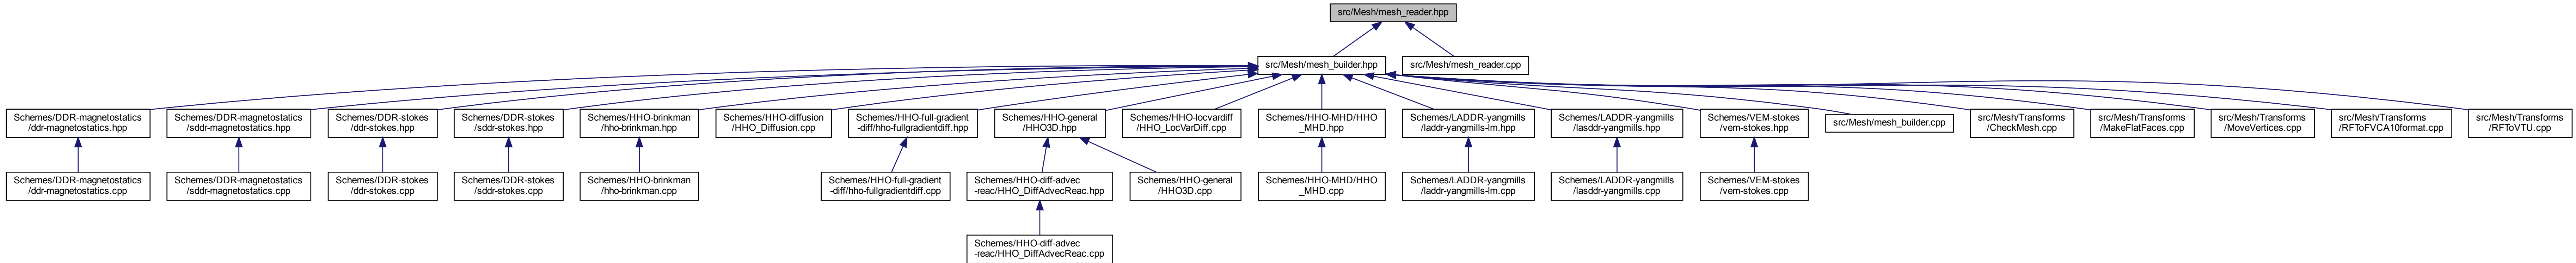 src/Mesh/mesh_reader.hpp
src/Mesh/mesh_builder.hpp
src/Mesh/mesh_reader.cpp
Schemes/DDR-magnetostatics
/ddr-magnetostatics.hpp
Schemes/DDR-magnetostatics
/sddr-magnetostatics.hpp
Schemes/DDR-stokes
/ddr-stokes.hpp
Schemes/DDR-stokes
/sddr-stokes.hpp
Schemes/HHO-brinkman
/hho-brinkman.hpp
Schemes/HHO-diffusion
/HHO_Diffusion.cpp
Schemes/HHO-full-gradient
-diff/hho-fullgradientdiff.hpp
Schemes/HHO-general
/HHO3D.hpp
Schemes/HHO-locvardiff
/HHO_LocVarDiff.cpp
Schemes/HHO-MHD/HHO
_MHD.hpp
Schemes/LADDR-yangmills
/laddr-yangmills-lm.hpp
Schemes/LADDR-yangmills
/lasddr-yangmills.hpp
Schemes/VEM-stokes
/vem-stokes.hpp
src/Mesh/mesh_builder.cpp
src/Mesh/Transforms
/CheckMesh.cpp
src/Mesh/Transforms
/MakeFlatFaces.cpp
src/Mesh/Transforms
/MoveVertices.cpp
src/Mesh/Transforms
/RFToFVCA10format.cpp
src/Mesh/Transforms
/RFToVTU.cpp
Schemes/DDR-magnetostatics
/ddr-magnetostatics.cpp
Schemes/DDR-magnetostatics
/sddr-magnetostatics.cpp
Schemes/DDR-stokes
/ddr-stokes.cpp
Schemes/DDR-stokes
/sddr-stokes.cpp
Schemes/HHO-brinkman
/hho-brinkman.cpp
Schemes/HHO-full-gradient
-diff/hho-fullgradientdiff.cpp
Schemes/HHO-diff-advec
-reac/HHO_DiffAdvecReac.hpp
Schemes/HHO-general
/HHO3D.cpp
Schemes/HHO-MHD/HHO
_MHD.cpp
Schemes/LADDR-yangmills
/laddr-yangmills-lm.cpp
Schemes/LADDR-yangmills
/lasddr-yangmills.cpp
Schemes/VEM-stokes
/vem-stokes.cpp
Schemes/HHO-diff-advec
-reac/HHO_DiffAdvecReac.cpp